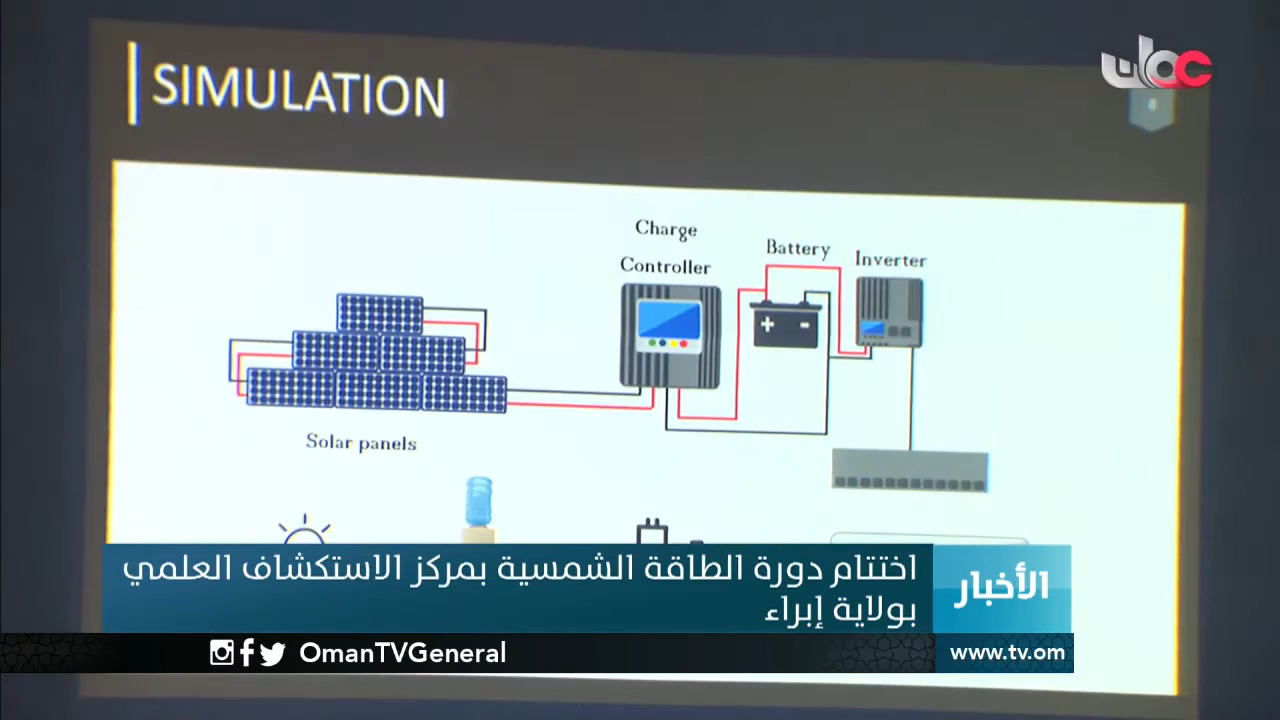 عمان
SIMULATION
Charge
Controller
Battery
Inverter
+ -
Solar panels
اختتام دورة الطاقة الشمسية بمركز الاستكشاف العلمي
بولاية إبراء
الأخبار
OmanTVGeneral
www.tv.om